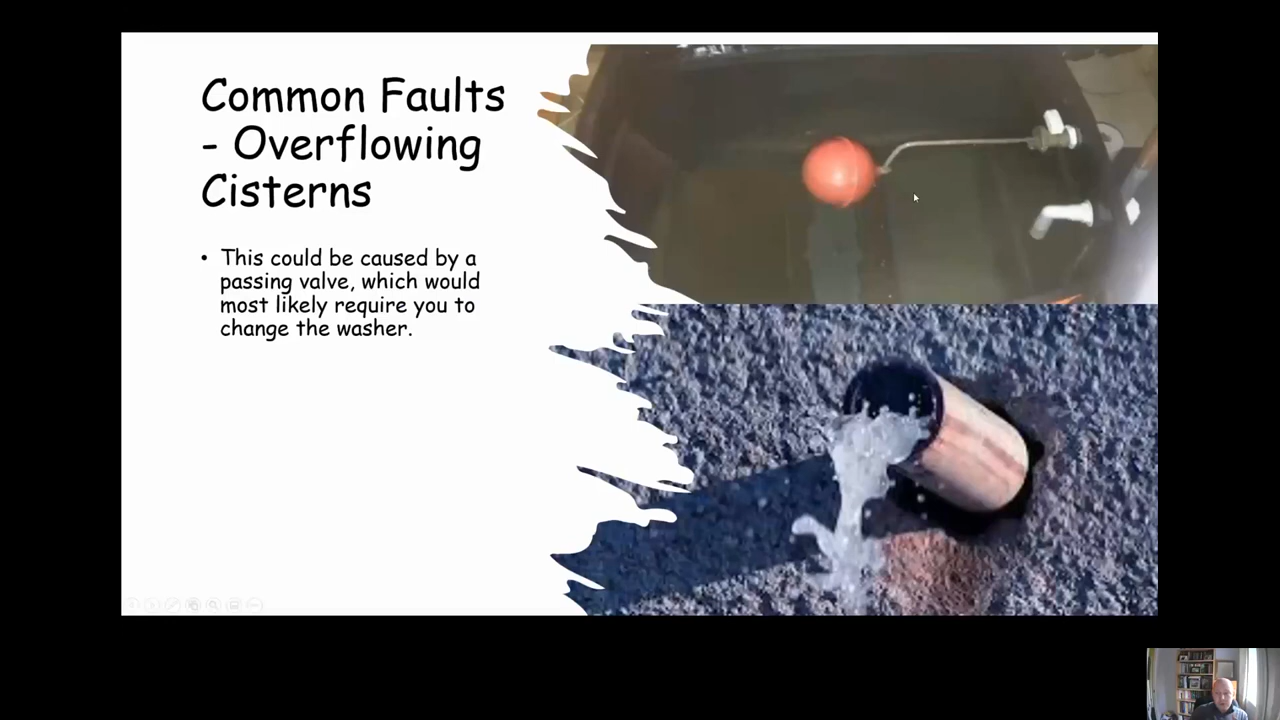 Common Faults
- Overflowing
Cisterns
• This could be caused by a
passing valve, which would
most likely require you to
change the washer.